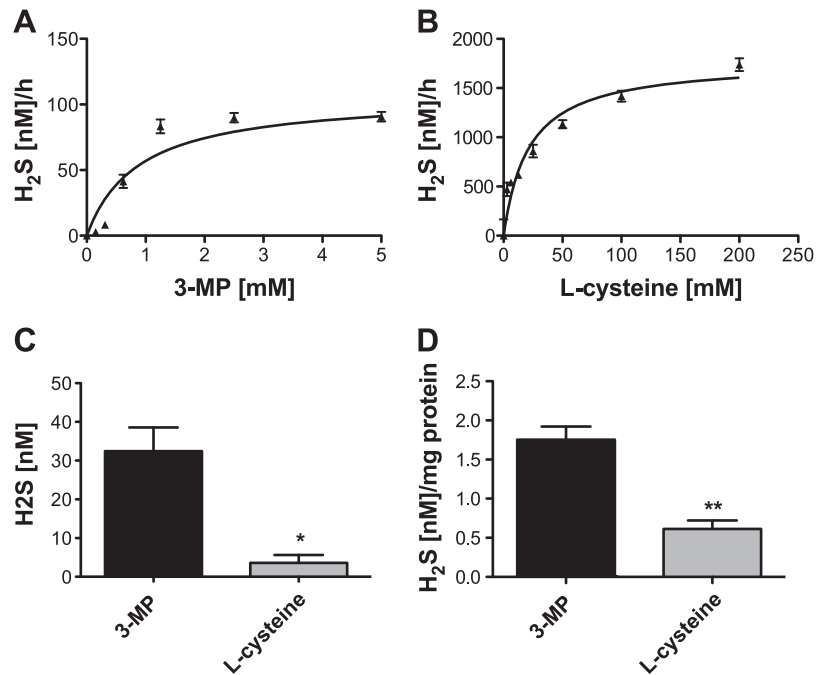 A
H₂S [nM]/h
150
100
50
0
0 1 2 3 4 5
3-MP [mM]
B
H₂S [nM]/h
2000
1500
1000
500
0
0 50 100 150 200 250
L-cysteine [mM]
C
H2S [nM]
50
40
30
20
10
0
*
3-MP
L-cysteine
D
H₂S [nM]/mg protein
2.5
2.0
1.5
1.0
0.5
0.0
**
3-MP
L-cysteine